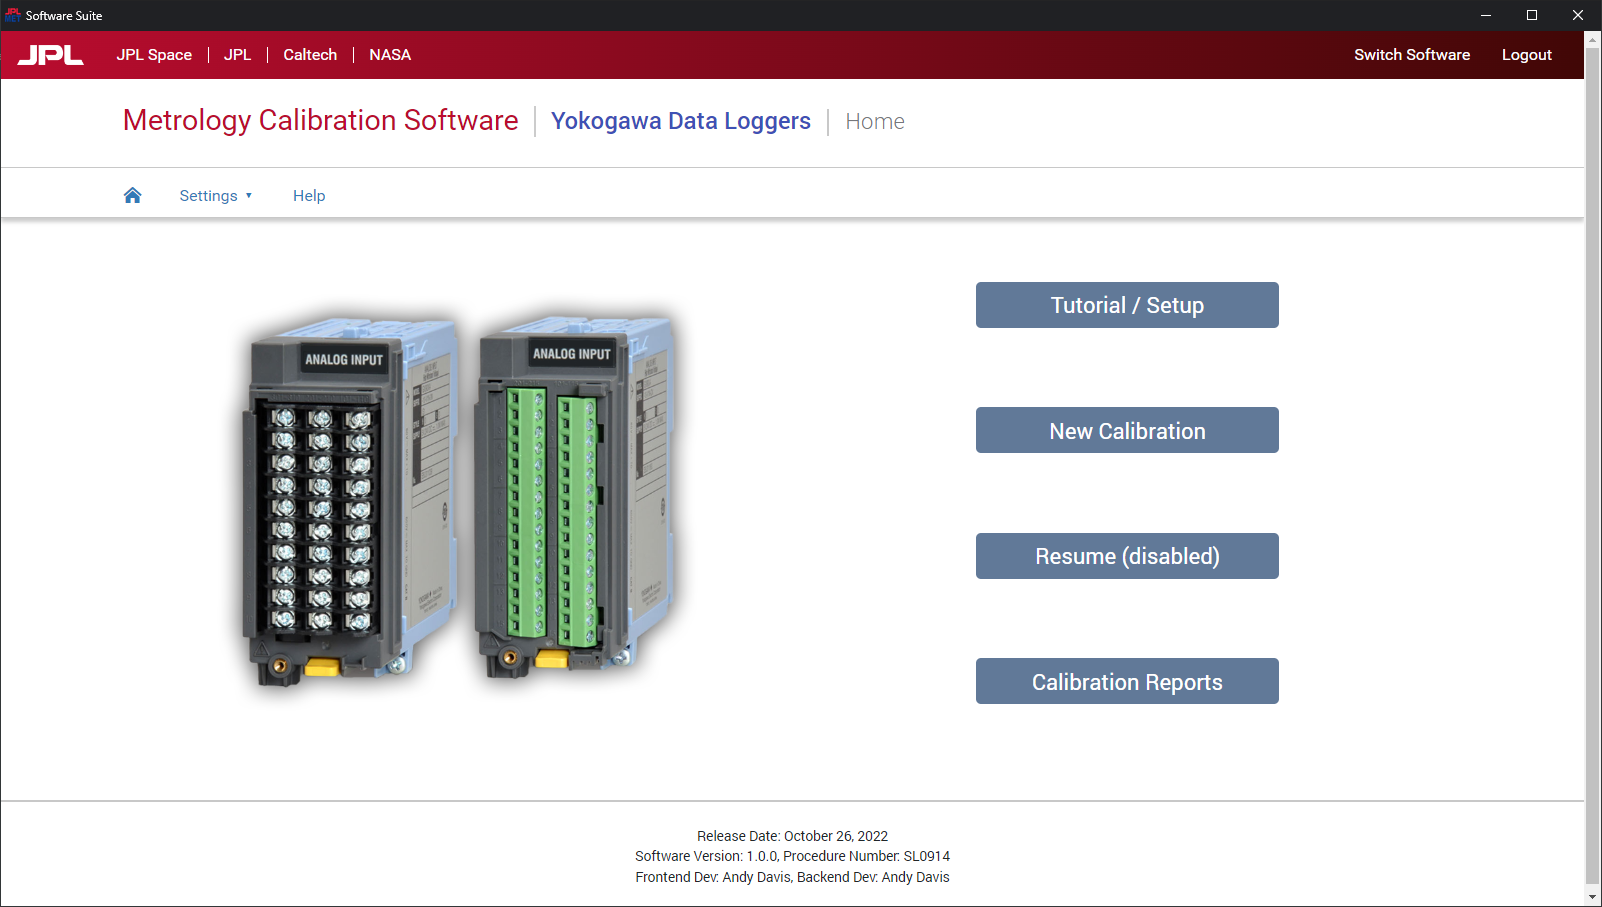 Software Suite
JPL JPL Space JPL Caltech NASA Switch Software Logout
Metrology Calibration Software Yokogawa Data Loggers Home
Settings Help
Tutorial / Setup
ANALOG INPUT ANALOG INPUT
New Calibration
Resume (disabled)
Calibration Reports
Release Date: October 26, 2022
Software Version: 1.0.0, Procedure Number: SL0914
Frontend Dev: Andy Davis, Backend Dev: Andy Davis